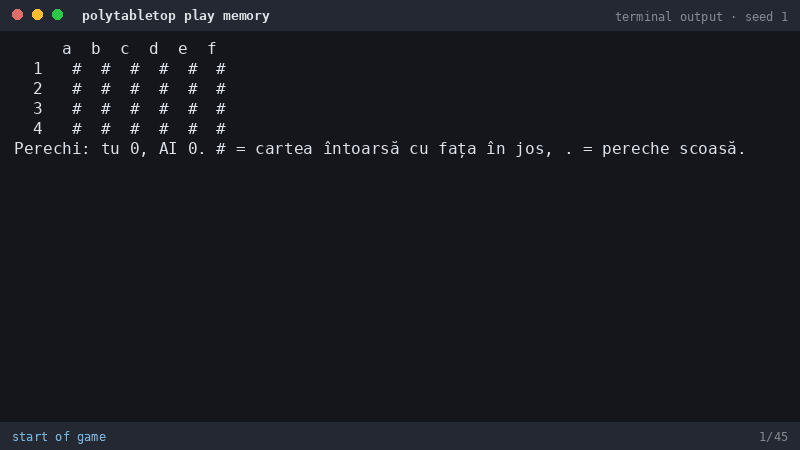 polytabletop play memory
terminal output · seed 1
a b c d e f
1 # # # # # #
2 # # # # # #
3 # # # # # #
4 # # # # # #
Perechi: tu 0, AI 0. # = cartea întoarsă cu fața în jos, . = pereche scoasă.
start of game
1/45